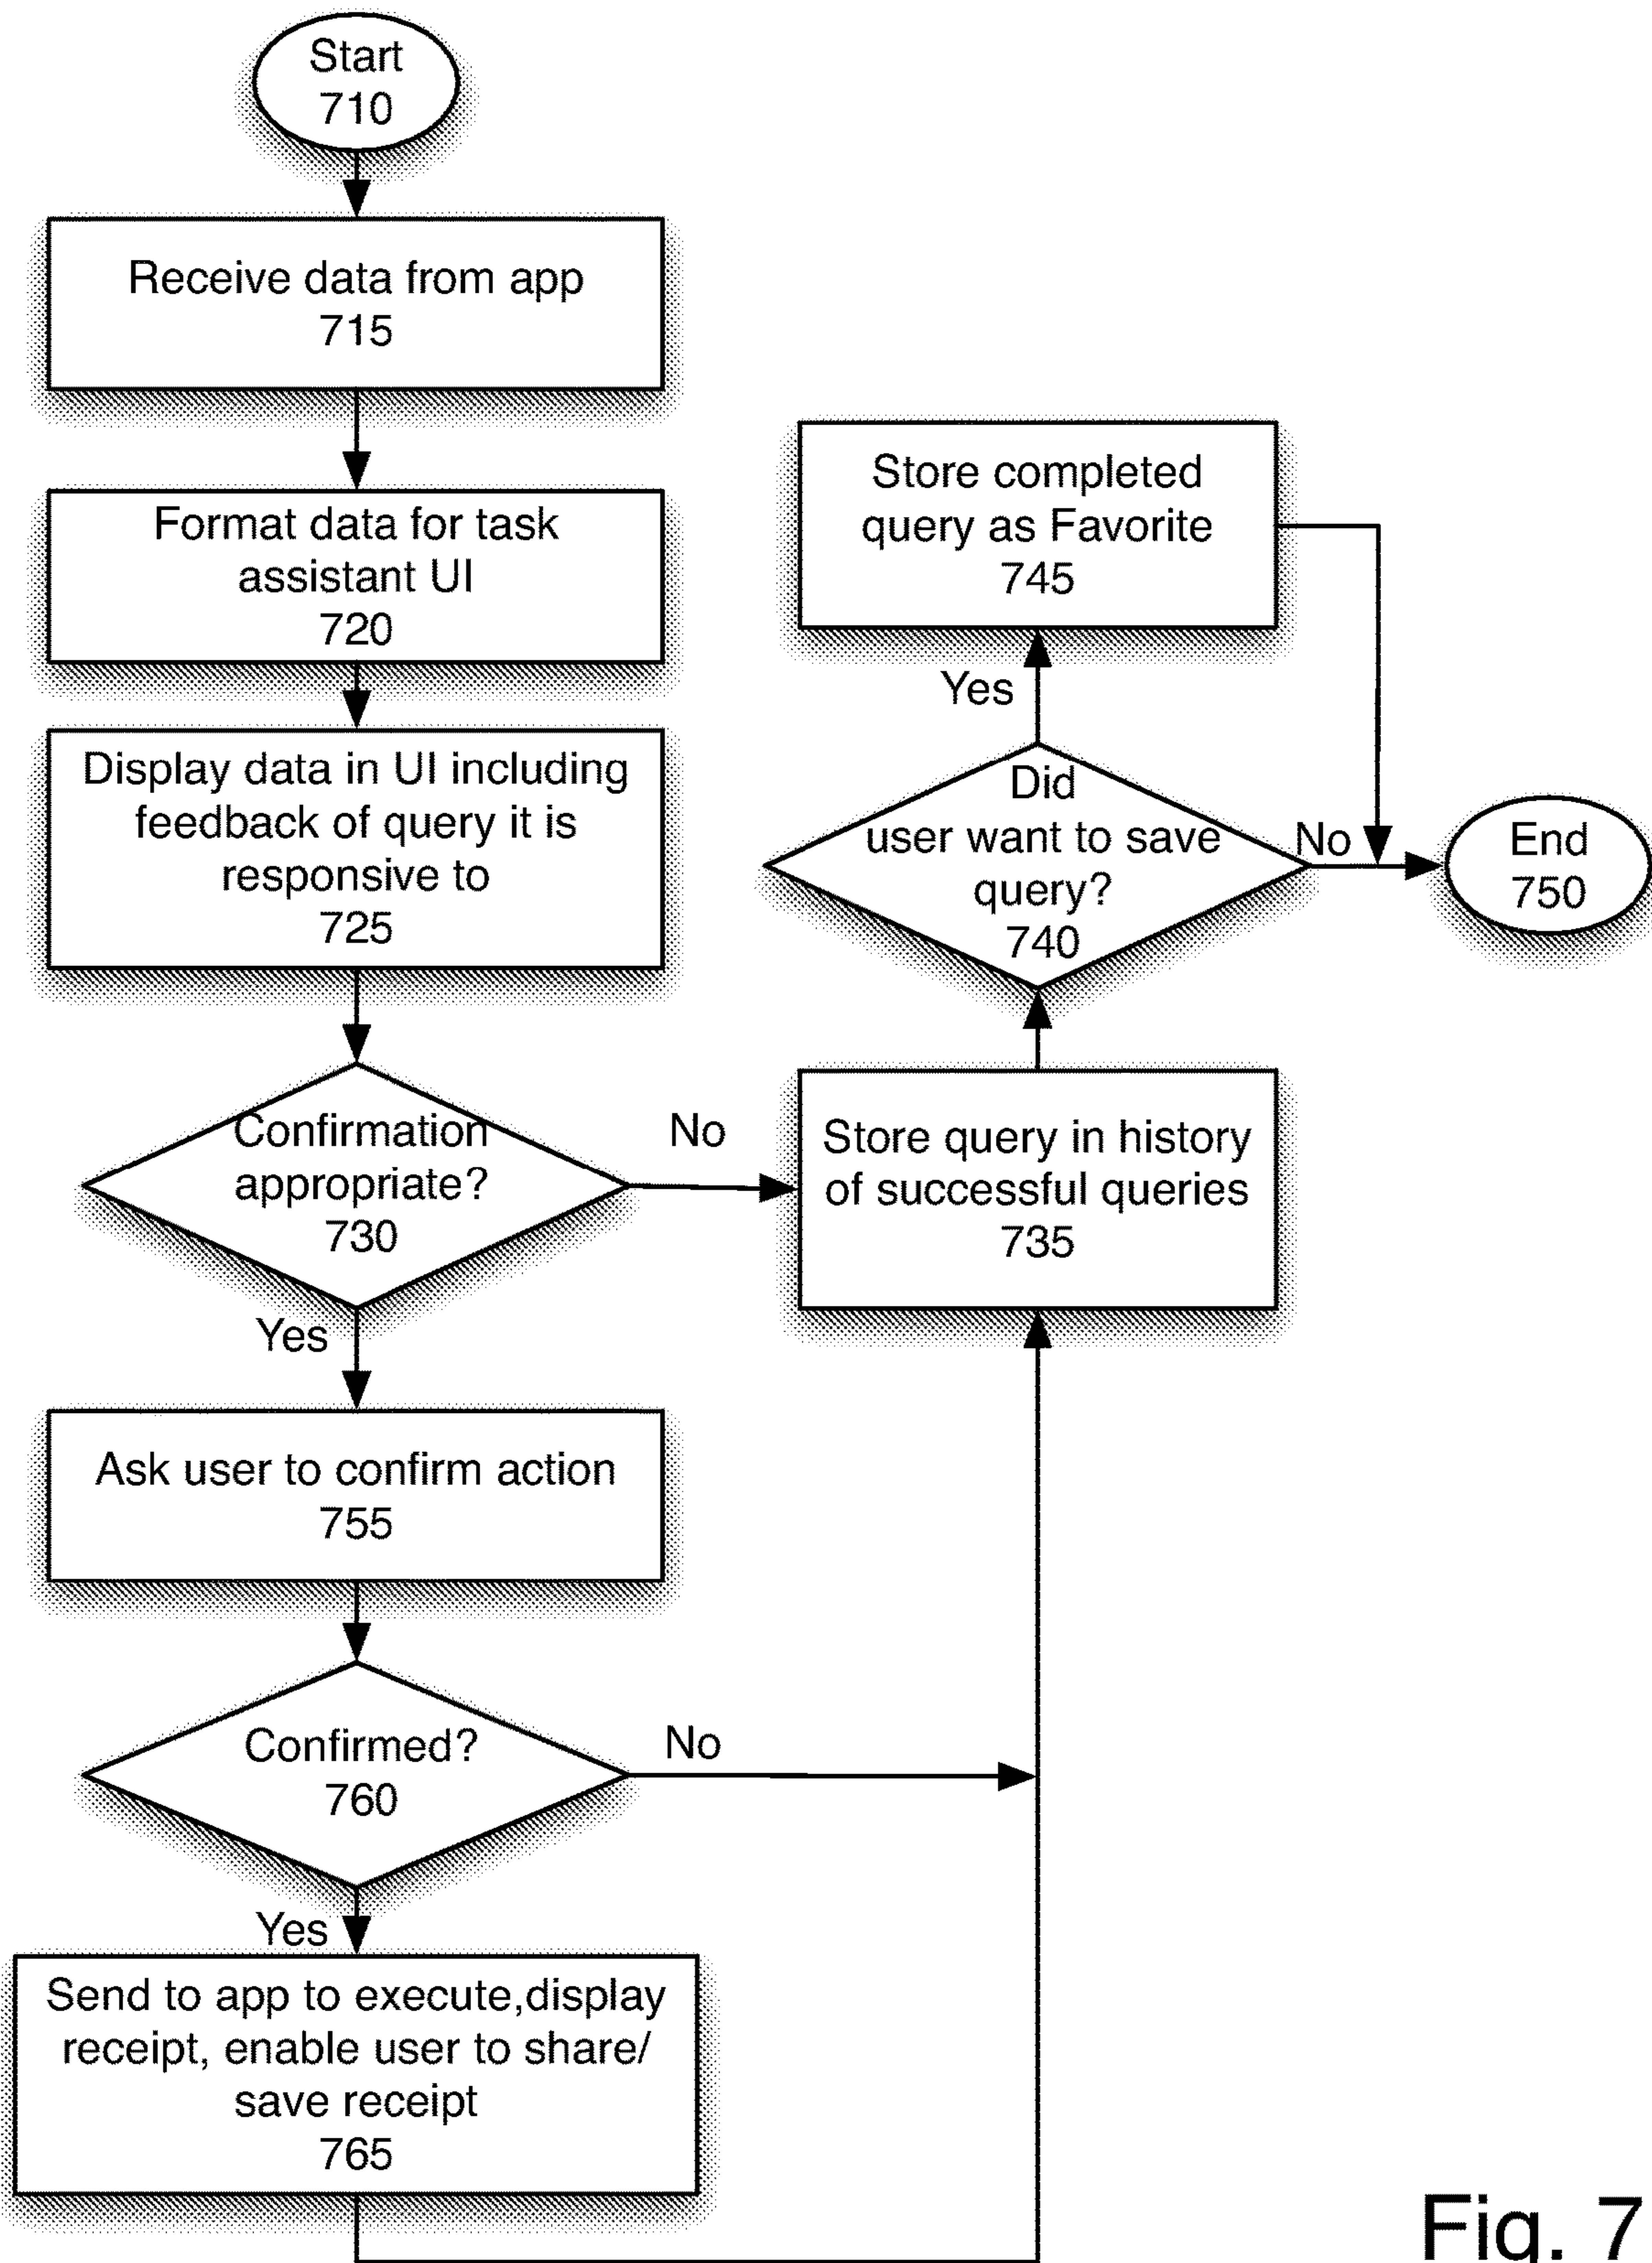 Start
710
Receive data from app
715
Format data for task
assistant UI
720
Display data in UI including
feedback of query it is
responsive to
725
Confirmation
appropriate?
730
No
Yes
Ask user to confirm action
755
Confirmed?
760
No
Yes
Send to app to execute,display
receipt, enable user to share/
save receipt
765
Store query in history
of successful queries
735
Did
user want to save
query?
740
Yes
No
Store completed
query as Favorite
745
End
750
Fig. 7